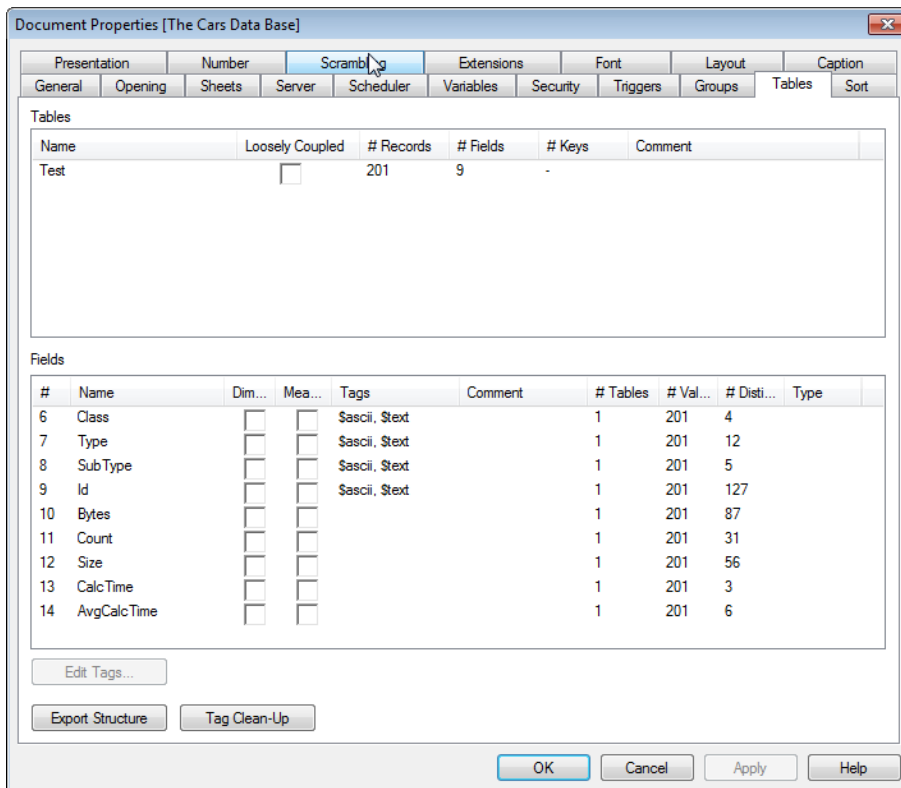 Document Properties [The Cars Data Base]
Presentation Number Scrambling Extensions Font Layout Caption
General Opening Sheets Server Scheduler Variables Security Triggers Groups Tables Sort
Tables
Name Loosely Coupled # Records # Fields # Keys Comment
Test 201 9 -
Fields
# Name Dim... Mea... Tags Comment # Tables # Val... # Disti... Type
6 Class $ascii, $text 1 201 4
7 Type $ascii, $text 1 201 12
8 SubType $ascii, $text 1 201 5
9 Id $ascii, $text 1 201 127
10 Bytes 1 201 87
11 Count 1 201 31
12 Size 1 201 56
13 CalcTime 1 201 3
14 AvgCalcTime 1 201 6
Edit Tags...
Export Structure Tag Clean-Up
OK Cancel Apply Help